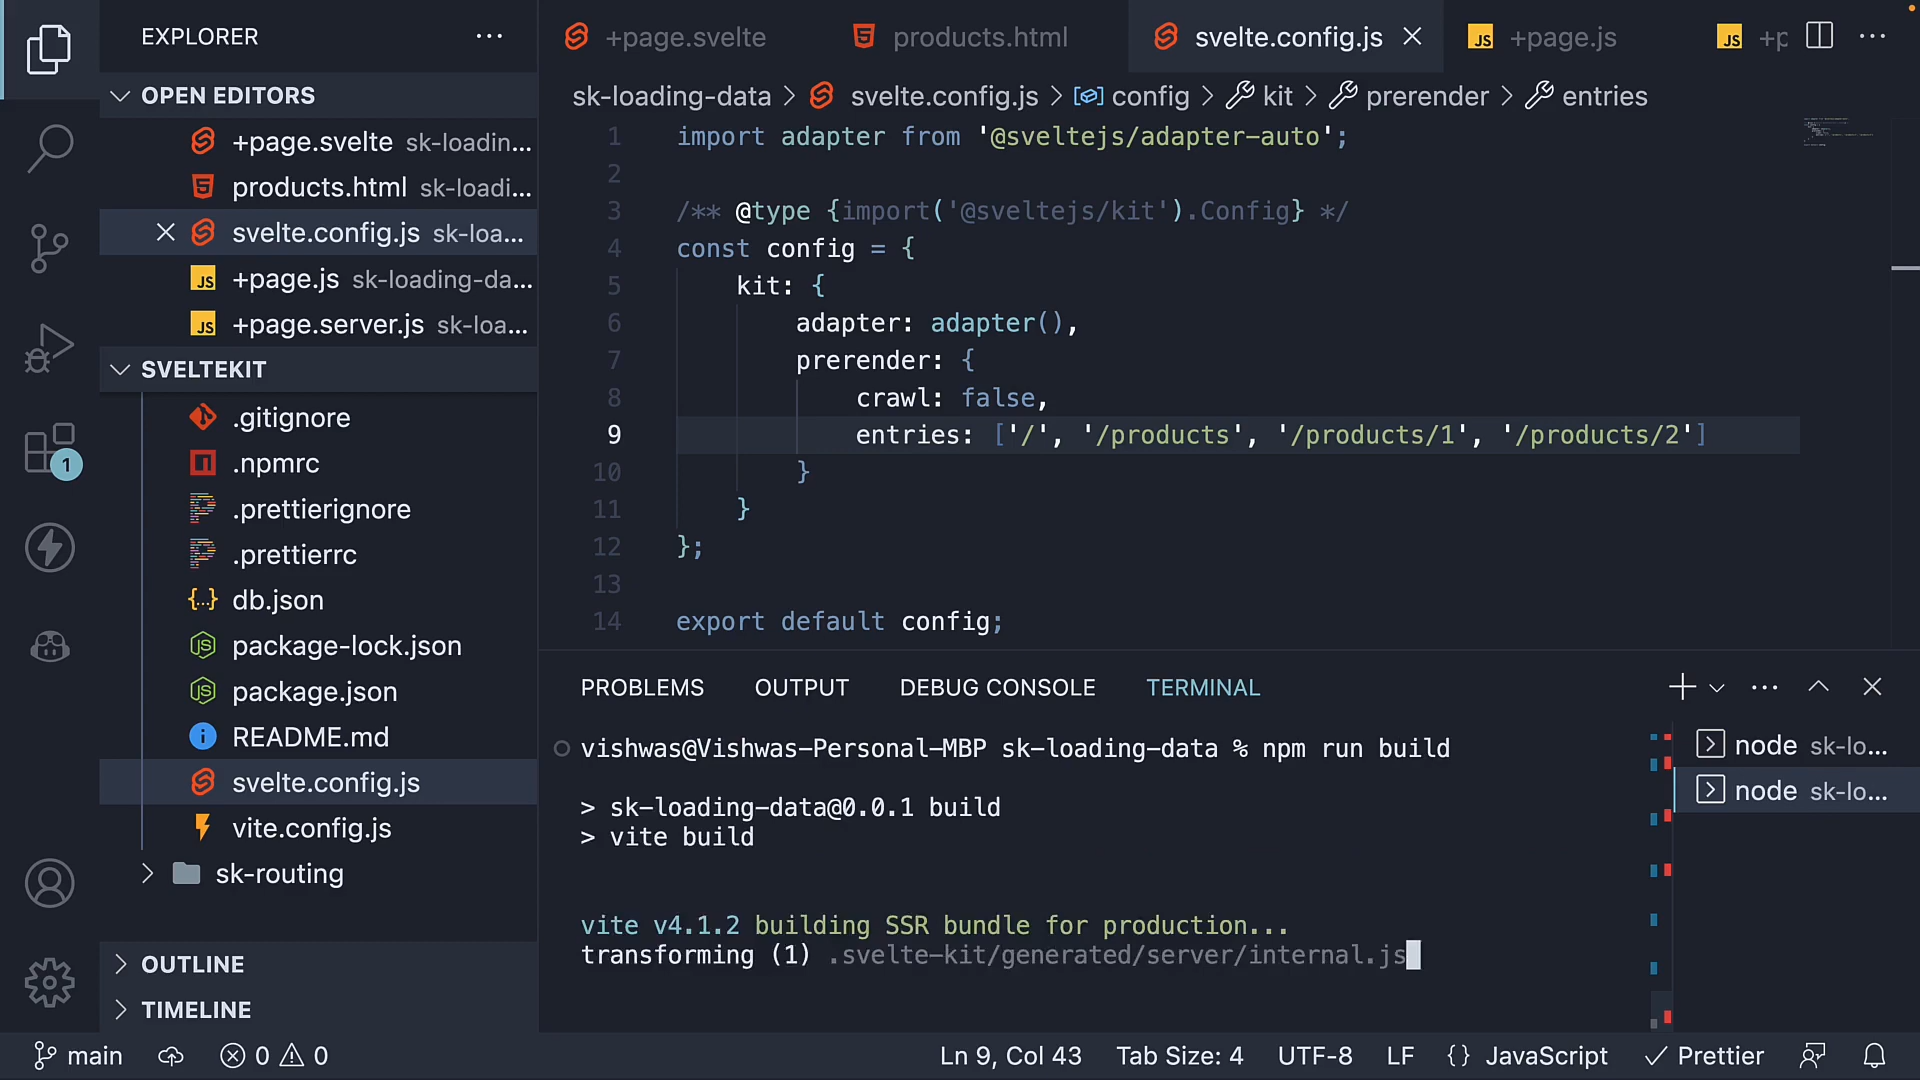 EXPLORER
OPEN EDITORS
+page.svelte sk-loadin...
products.html sk-loadi...
svelte.config.js sk-loa...
+page.js sk-loading-da...
+page.server.js sk-loa...
SVELTEKIT
.gitignore
.npmrc
.prettierignore
.prettierrc
db.json
package-lock.json
package.json
README.md
svelte.config.js
vite.config.js
sk-routing
OUTLINE
TIMELINE
1
+page.svelte
products.html
svelte.config.js
+page.js
+p
sk-loading-data > svelte.config.js > config > kit > prerender > entries
1 import adapter from '@sveltejs/adapter-auto';
2
3 /** @type {import('@sveltejs/kit').Config} */
4 const config = {
5 kit: {
6 adapter: adapter(),
7 prerender: {
8 crawl: false,
9 entries: ['/', '/products', '/products/1', '/products/2']
10 }
11 }
12 };
13
14 export default config;
PROBLEMS OUTPUT DEBUG CONSOLE TERMINAL
vishwas@Vishwas-Personal-MBP sk-loading-data % npm run build
> sk-loading-data@0.0.1 build
> vite build
vite v4.1.2 building SSR bundle for production...
transforming (1) .svelte-kit/generated/server/internal.js
node sk-lo...
node sk-lo...
main 0 0 Ln 9, Col 43 Tab Size: 4 UTF-8 LF {} JavaScript Prettier